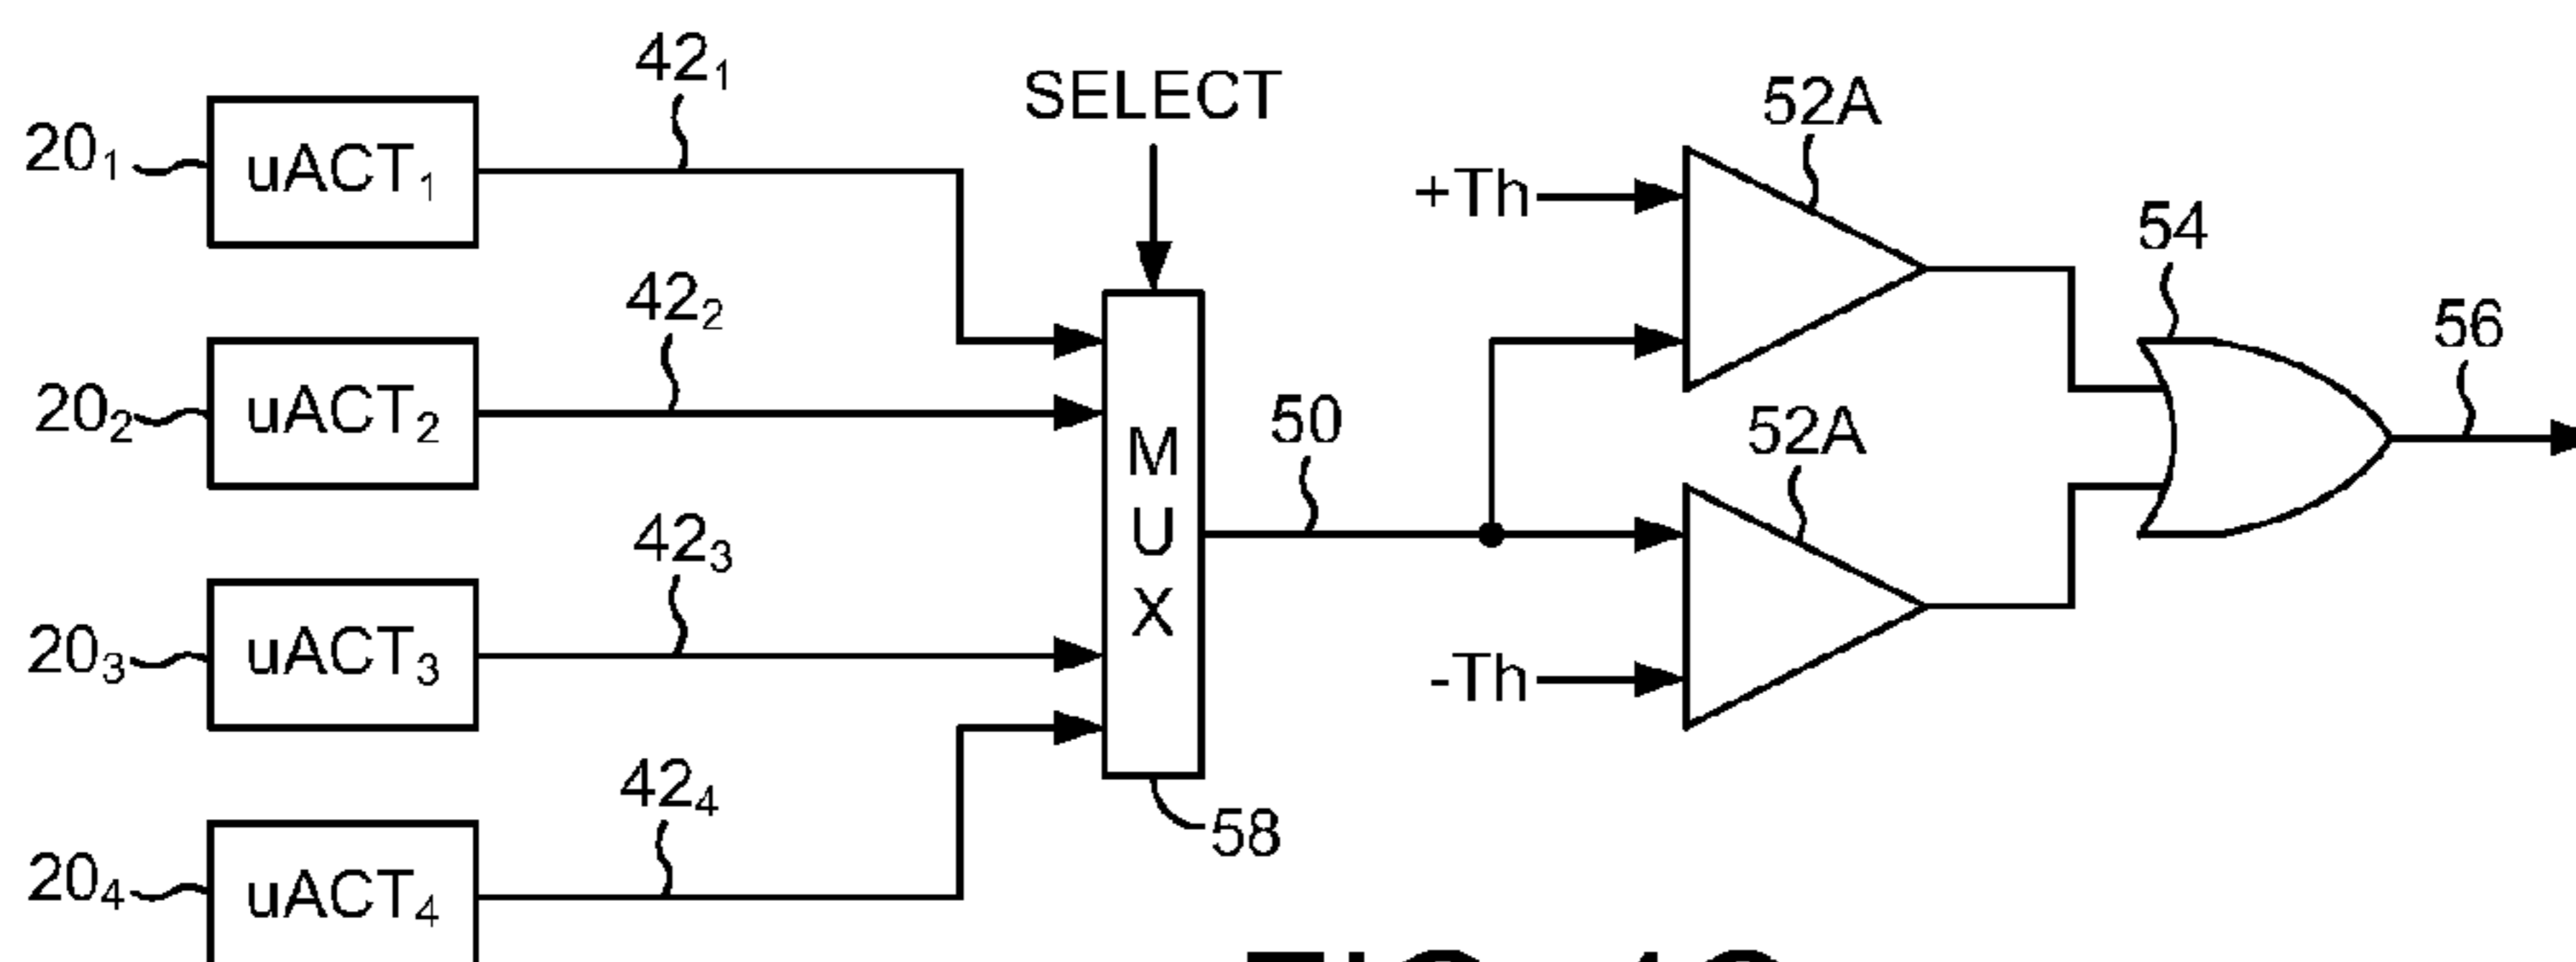 42₁
SELECT
52A
20₁
uACT₁
+Th
54
42₂
56
20₂
uACT₂
50
52A
MUX
42₃
20₃
uACT₃
-Th
42₄
58
20₄
uACT₄